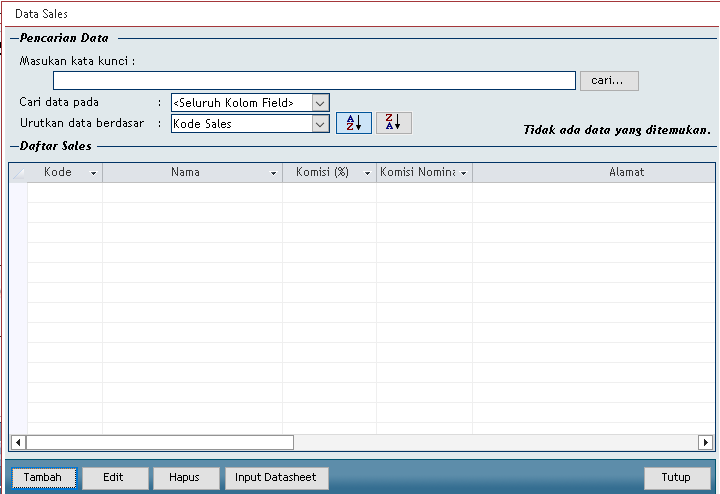 Data Sales
Pencarian Data
Masukan kata kunci :
cari...
Cari data pada : <Seluruh Kolom Field>
Urutkan data berdasar : Kode Sales A Z Z A
Tidak ada data yang ditemukan.
Daftar Sales
Kode Nama Komisi (%) Komisi Nomina Alamat
Tambah Edit Hapus Input Datasheet Tutup